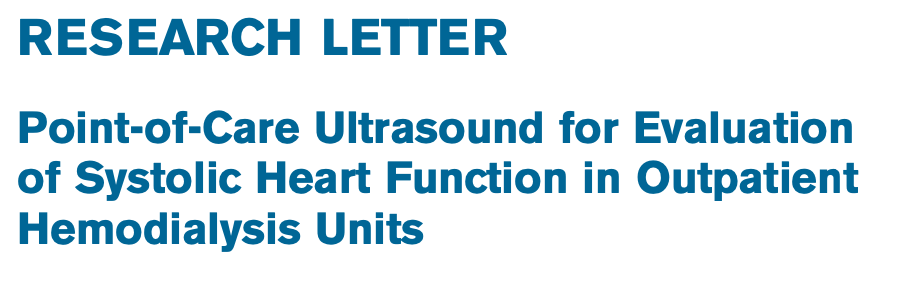 RESEARCH LETTER
Point-of-Care Ultrasound for Evaluation
of Systolic Heart Function in Outpatient
Hemodialysis Units